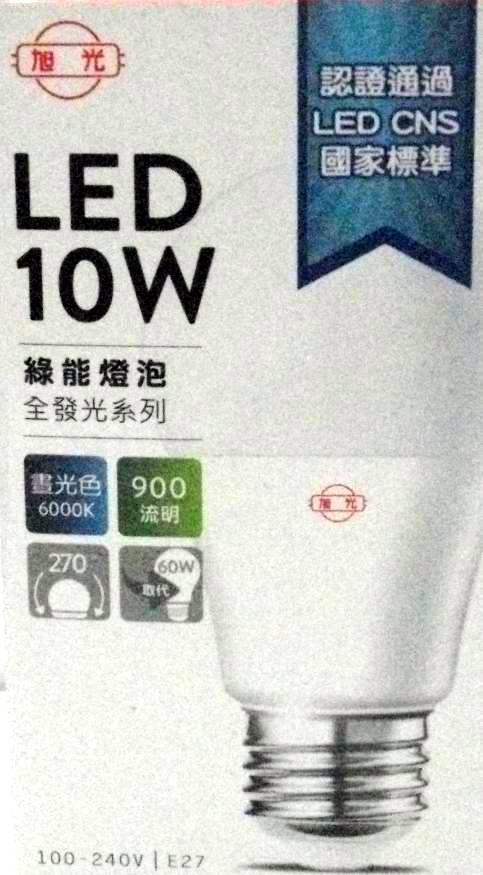 旭光
認證通過
LED CNS
國家標準
LED
10W
綠能燈泡
全發光系列
晝光色
6000K
900
流明
270
60W
取代
旭光
100-240V | E27